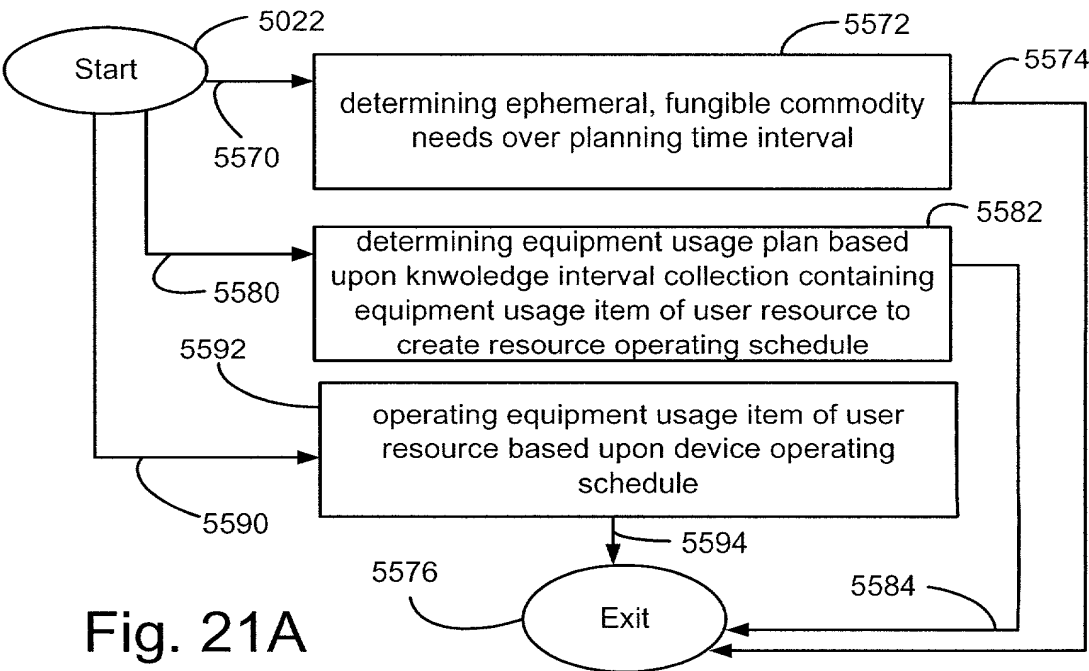 5022
Start
5570
5572
determining ephemeral, fungible commodity
needs over planning time interval
5574
5580
5582
determining equipment usage plan based
upon knwoledge interval collection containing
equipment usage item of user resource to
create resource operating schedule
5592
operating equipment usage item of user
resource based upon device operating
schedule
5590
5594
5576
Exit
5584
Fig. 21A